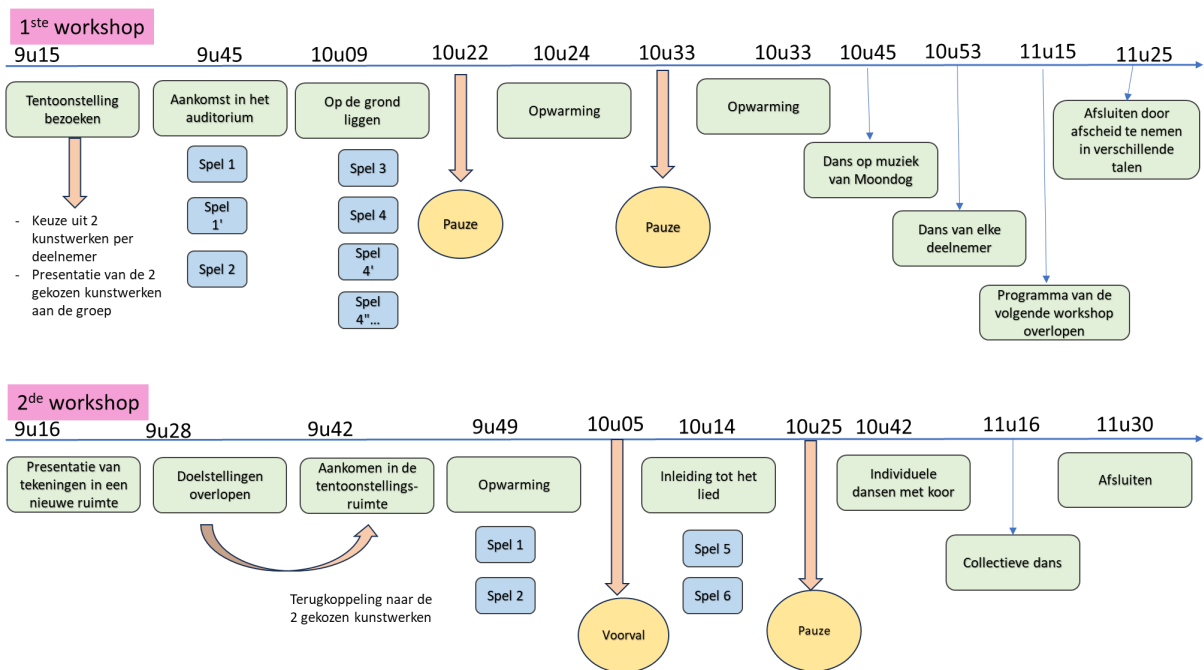 1ste workshop
9u15
9u45
10u09
10u22
10u24
10u33
10u33
10u45
10u53
11u15
11u25
Tentoonstelling
bezoeken
Aankomst in het
auditorium
Op de grond
liggen
Opwarming
Opwarming
Afsluiten door
afscheid te nemen
in verschillende
talen
Dans op muziek
van Moondog
Dans van elke
deelnemer
Programma van de
volgende workshop
overlopen
Spel 1
Spel
1'
Spel 2
Spel 3
Spel 4
Spel
4'
Spel
4"...
Pauze
Pauze
- Keuze uit 2
kunstwerken per
deelnemer
- Presentatie van de 2
gekozen kunstwerken
aan de groep
2de workshop
9u16
9u28
9u42
9u49
10u05
10u14
10u25
10u42
11u16
11u30
Presentatie van
tekeningen in een
nieuwe ruimte
Doelstellingen
overlopen
Aankomen in de
tentoonstellings-
ruimte
Opwarming
Inleiding tot het
lied
Individuele
dansen met koor
Afsluiten
Spel 1
Spel 2
Spel 5
Spel 6
Collectieve dans
Terugkoppeling naar de
2 gekozen kunstwerken
Voorval
Pauze